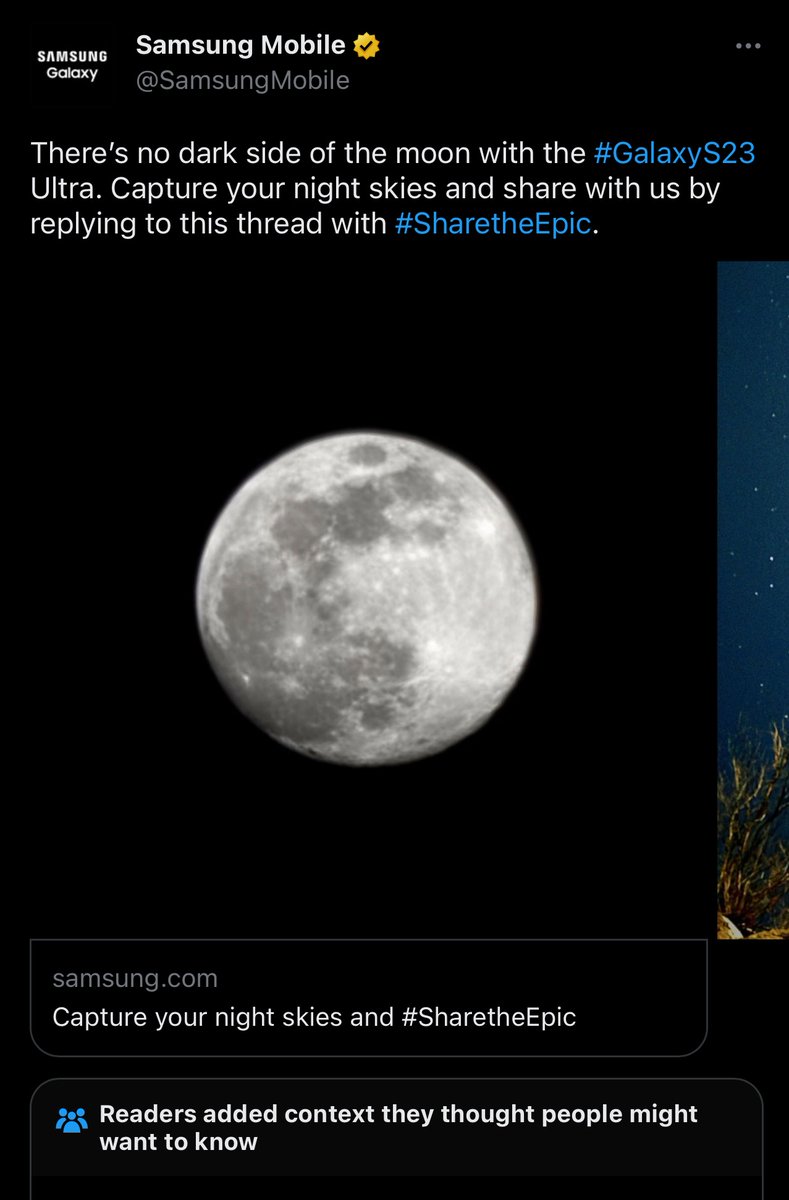 SAMSUNG
Galaxy
Samsung Mobile
@SamsungMobile
There’s no dark side of the moon with the #GalaxyS23
Ultra. Capture your night skies and share with us by
replying to this thread with #SharetheEpic.
samsung.com
Capture your night skies and #SharetheEpic
Readers added context they thought people might
want to know